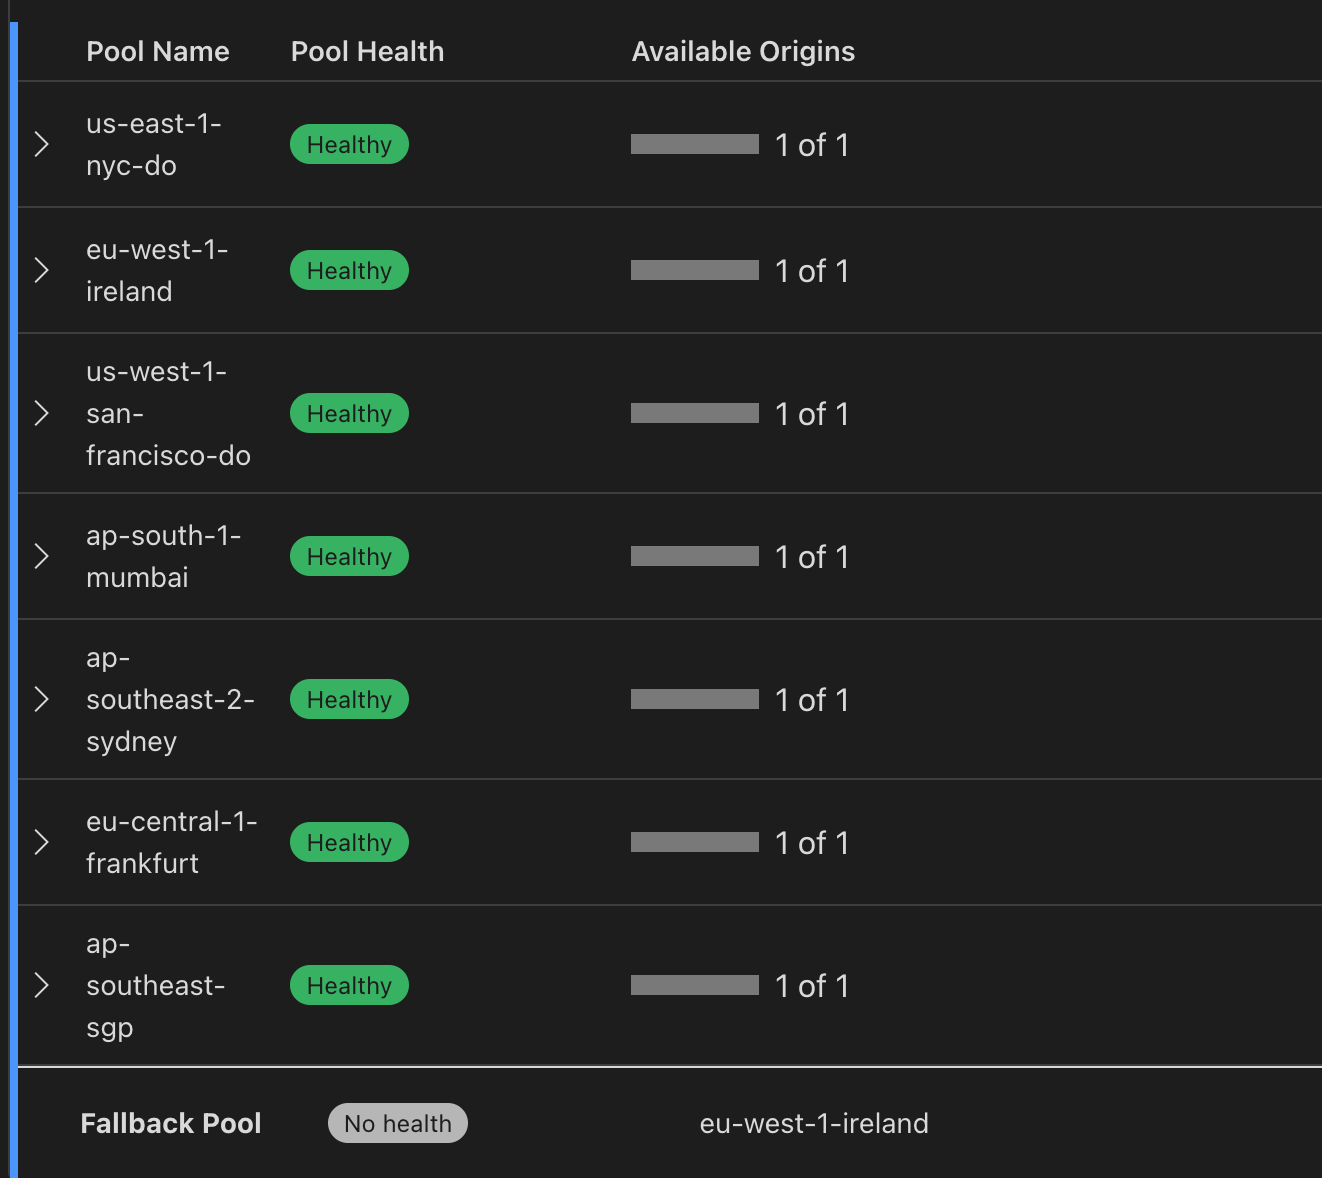 Pool Name Pool Health Available Origins
us-east-1-
nyc-do
Healthy
1 of 1
eu-west-1-
ireland
Healthy
1 of 1
us-west-1-
san-
francisco-do
Healthy
1 of 1
ap-south-1-
mumbai
Healthy
1 of 1
ap-
southeast-2-
sydney
Healthy
1 of 1
eu-central-1-
frankfurt
Healthy
1 of 1
ap-
southeast-
sgp
Healthy
1 of 1
Fallback Pool No health eu-west-1-ireland